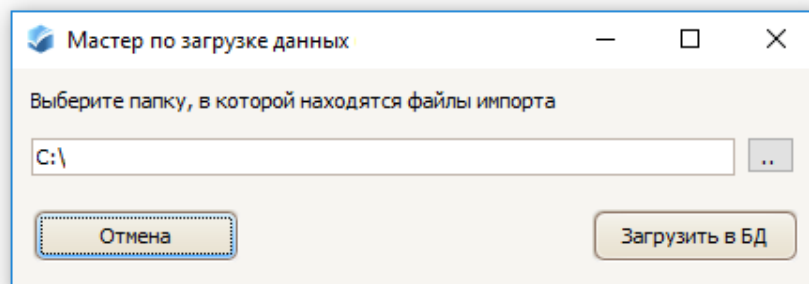 Мастер по загрузке данных
Выберите папку, в которой находятся файлы импорта
C:\
..
Отмена
Загрузить в БД